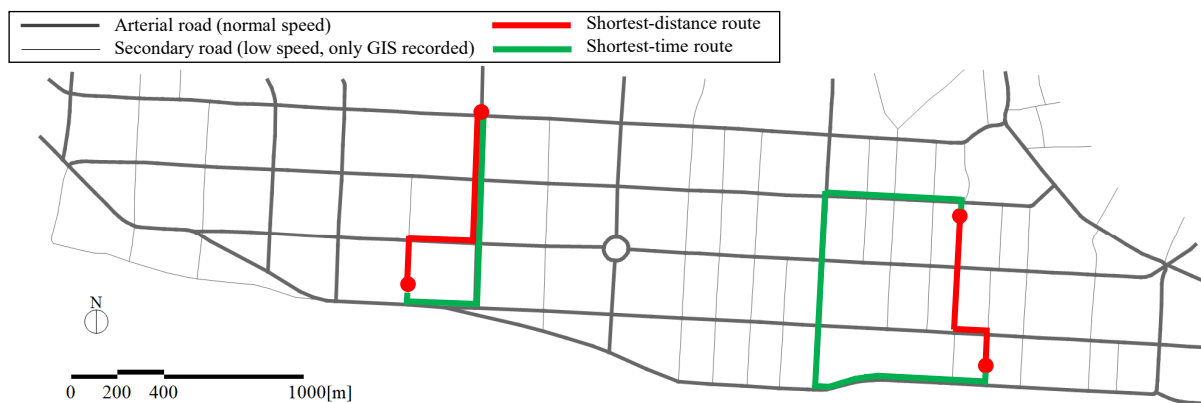 Arterial road (normal speed)
Shortest-distance route
Secondary road (low speed, only GIS recorded)
Shortest-time route
N
0 200 400 1000[m]